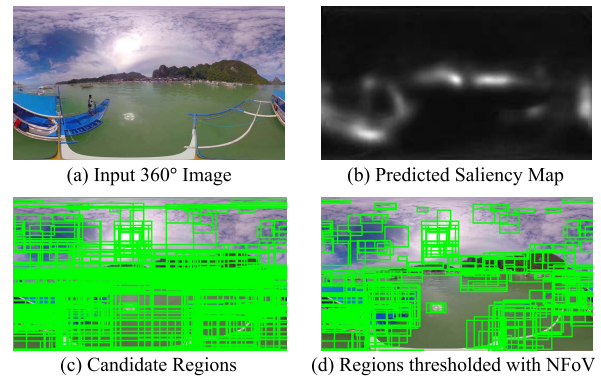 (a) Input 360° Image
(b) Predicted Saliency Map
(c) Candidate Regions
(d) Regions thresholded with NFoV